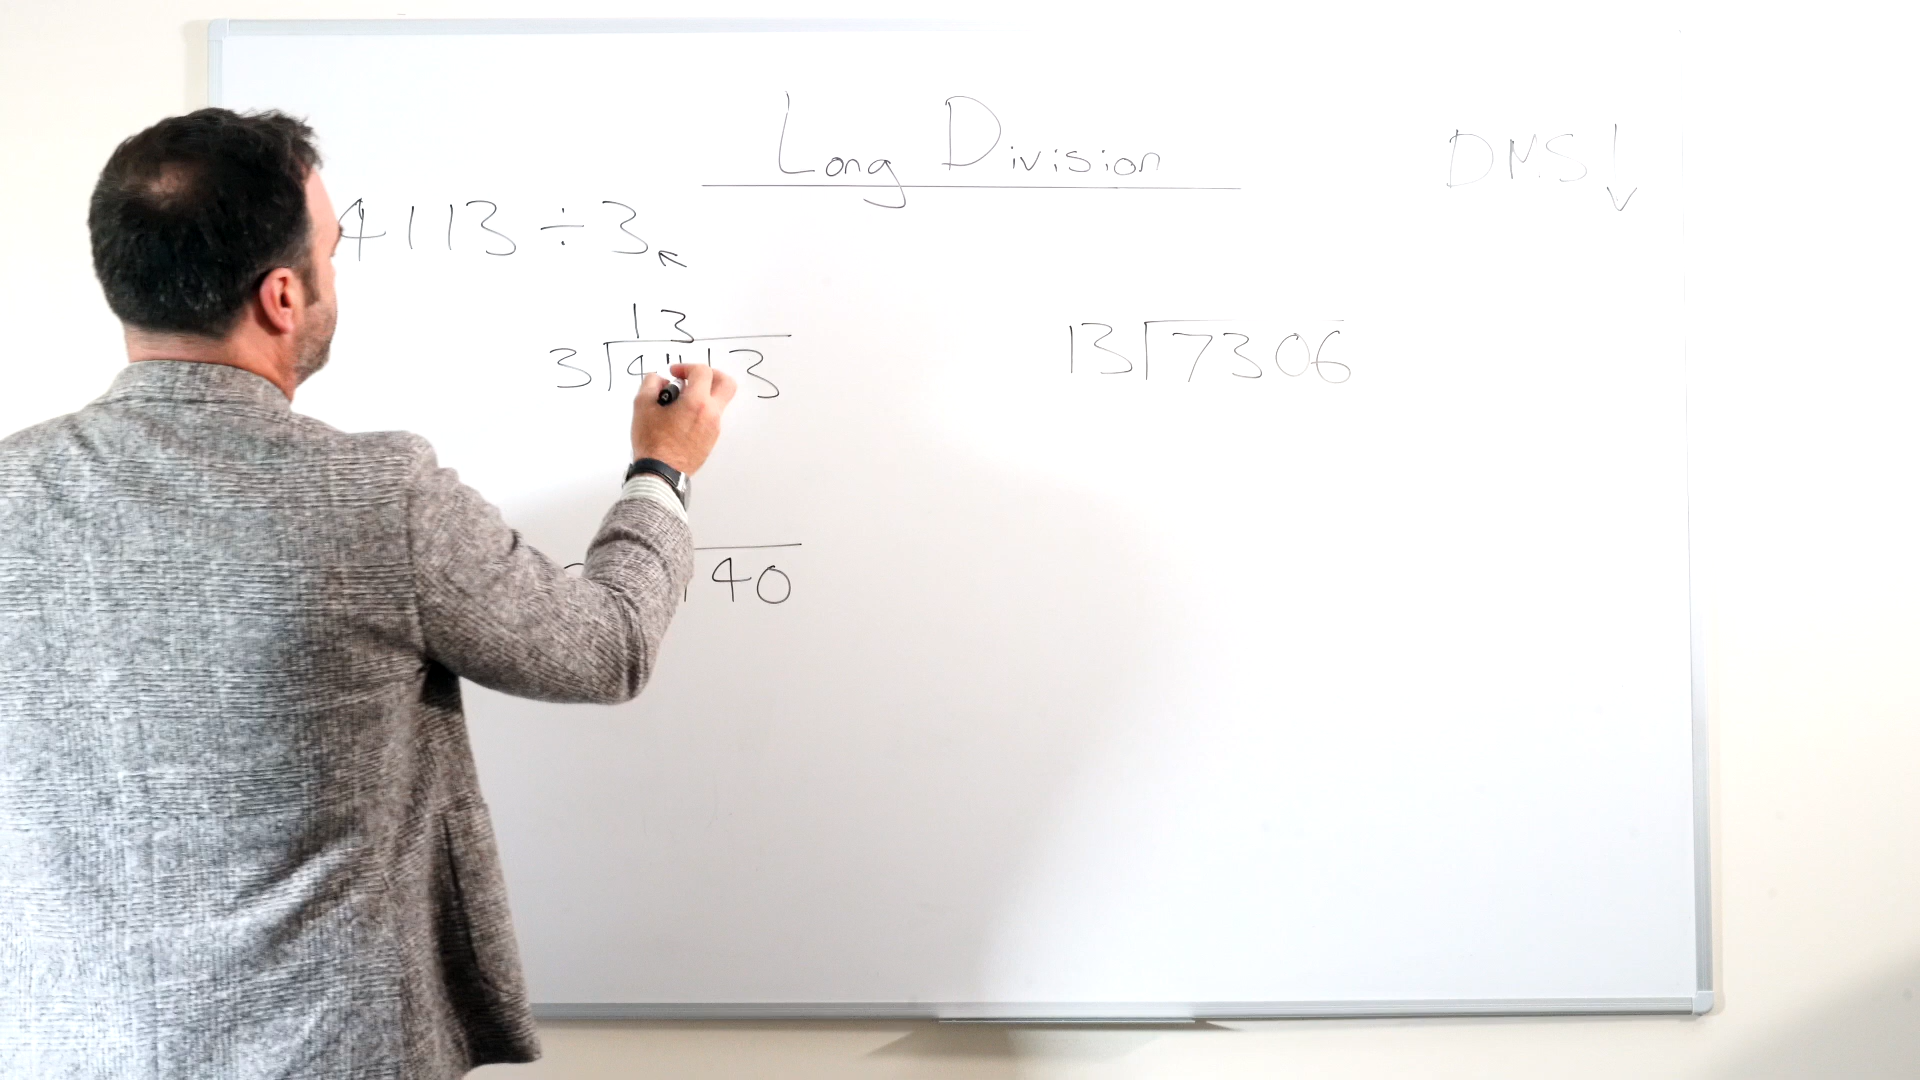 Long Division
DMS↓
4113 ÷ 3
13
3 4113
13 7306
40